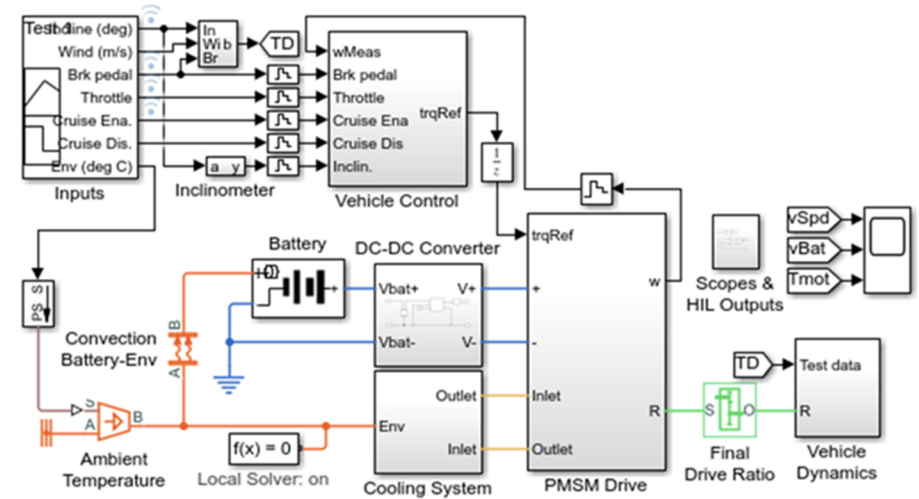 Test 1
Incline (deg)
Wind (m/s)
Brk pedal
Throttle
Cruise Ena.
Cruise Dis.
Env (deg C)
Inputs
In
Wi b
Br
TD
a y
Inclinometer
wMeas
Brk pedal
Throttle
Cruise Ena
Cruise Dis
Inclin.
trqRef
Vehicle Control
1
z
trqRef
w
+
-
Inlet
Outlet
R
PMSM Drive
Scopes &
HIL Outputs
vSpd
vBat
Tmot
Battery
+
DC-DC Converter
Vbat+
V+
Vbat-
V-
PS S
Convection
Battery-Env
B
A
S
A
B
Ambient
Temperature
f(x) = 0
Local Solver: on
Outlet
Env
Inlet
Cooling System
S
O
Final
Drive Ratio
TD
Test data
R
Vehicle
Dynamics